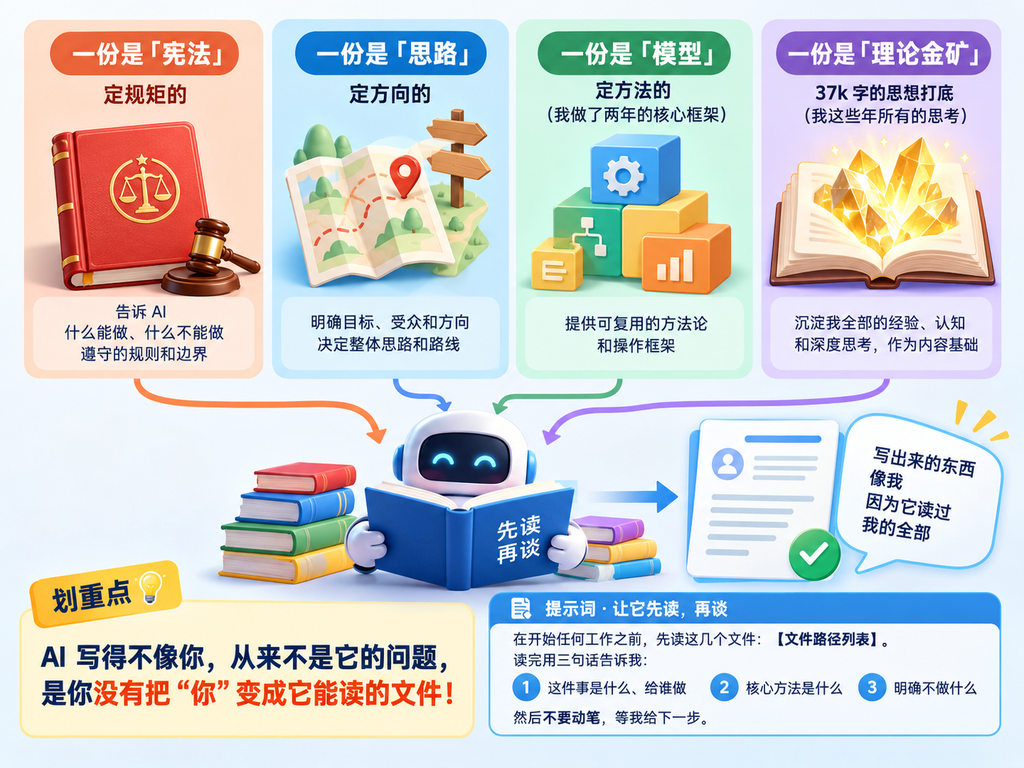 一份是「宪法」
定规矩的
告诉 AI
什么能做、什么不能做
遵守的规则和边界
一份是「思路」
定方向的
明确目标、受众和方向
决定整体思路和路线
一份是「模型」
定方法的
（我做了两年的核心框架）
提供可复用的方法论
和操作框架
一份是「理论金矿」
37k 字的思想打底
（我这些年所有的思考）
沉淀我全部的经验、认知
和深度思考，作为内容基础
先读
再谈
写出来的东西
像我
因为它读过
我的全部
划重点
AI 写得不像你，从来不是它的问题，
是你没有把“你”变成它能读的文件！
提示词 · 让它先读，再谈
在开始任何工作之前，先读这几个文件：【文件路径列表】。
读完用三句话告诉我：
1 这件事是什么、给谁做
2 核心方法是什么
3 明确不做什么
然后不要动笔，等我给下一步。